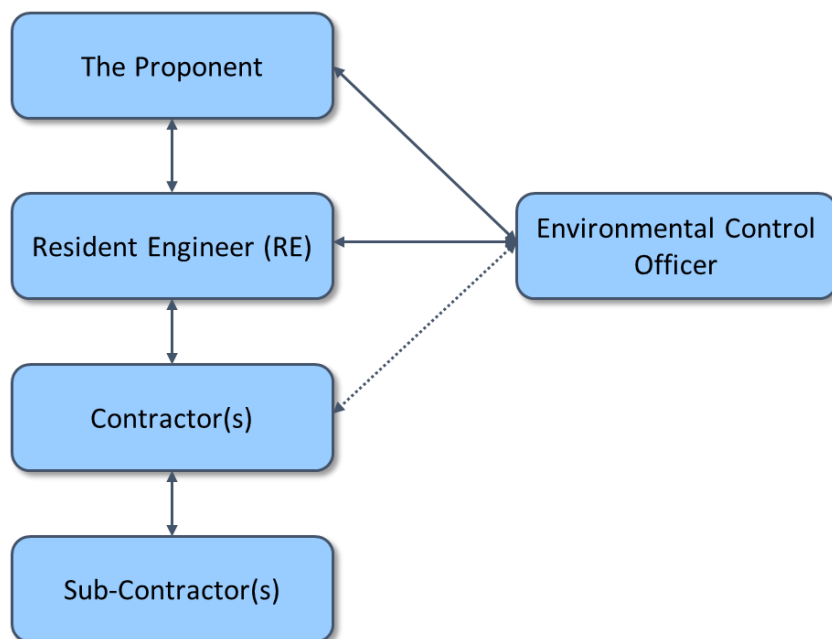 The Proponent
Resident Engineer (RE)
Environmental Control
Officer
Contractor(s)
Sub-Contractor(s)